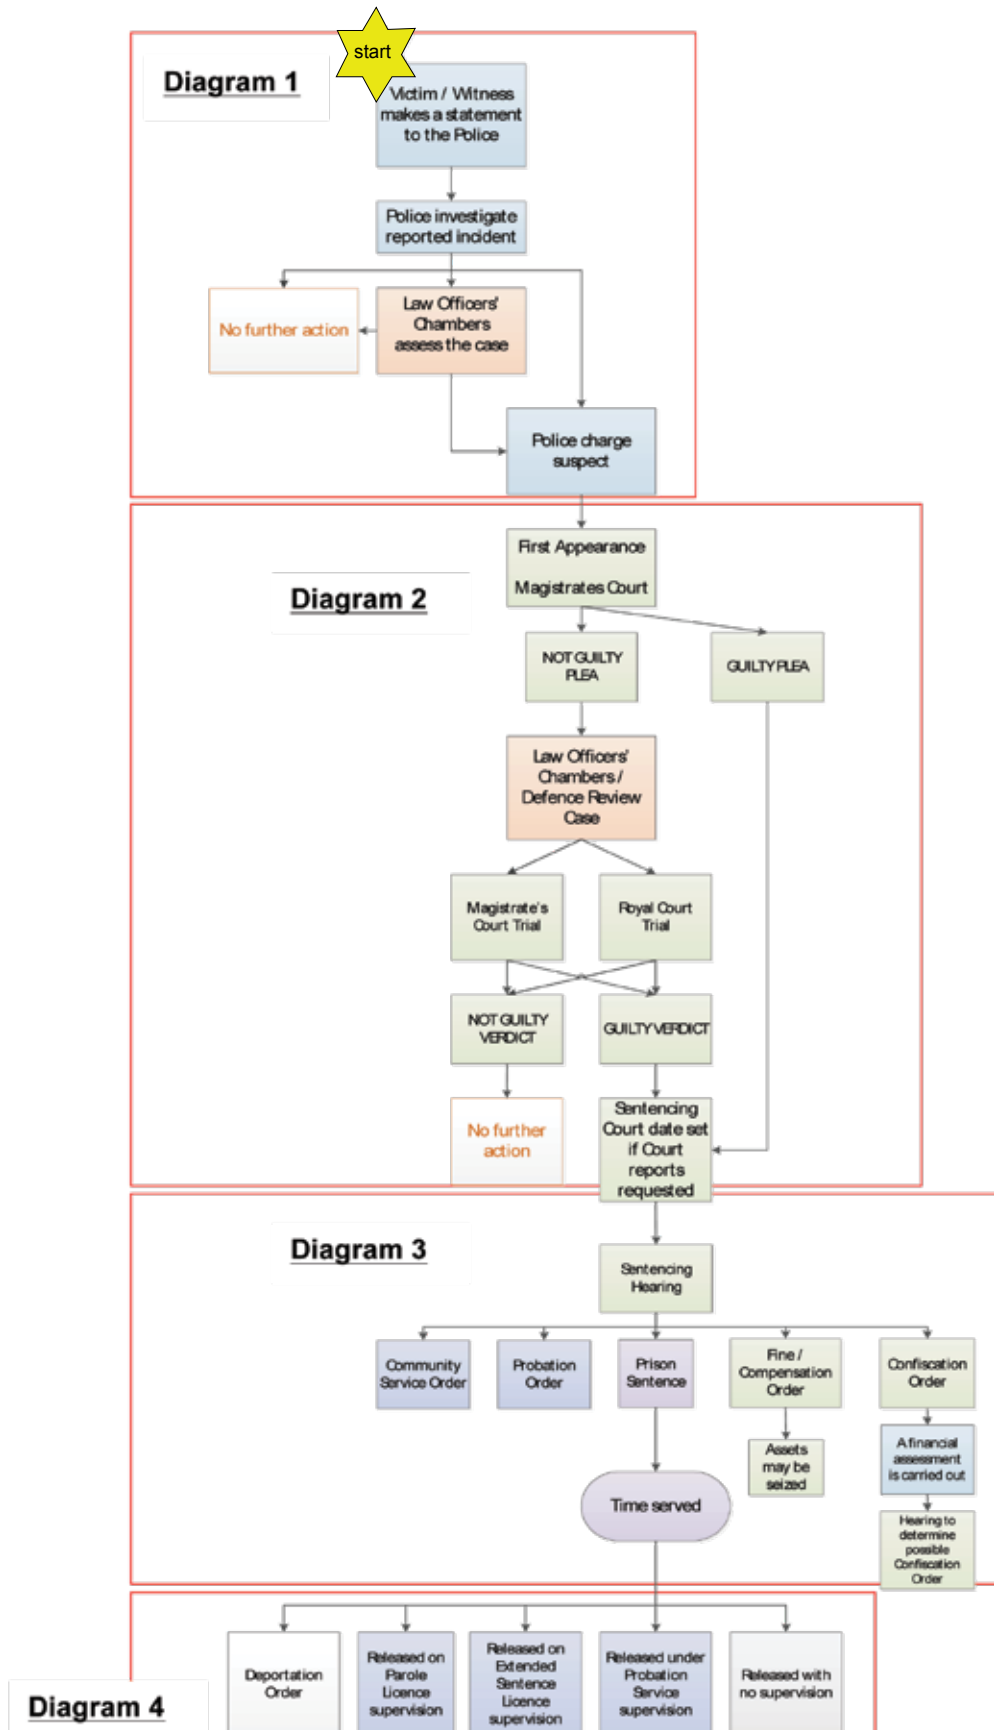 start
Diagram 1
Victim / Witness
makes a statement
to the Police
Police investigate
reported incident
No further action
Law Officers'
Chambers
assess the case
Police charge
suspect
First Appearance
Magistrates Court
Diagram 2
NOT GUILTY
PLEA
GUILTY PLEA
Law Officers'
Chambers /
Defence Review
Case
Magistrate's
Court Trial
Royal Court
Trial
NOT GUILTY
VERDICT
GUILTY VERDICT
No further
action
Sentencing
Court date set
if Court
reports
requested
Diagram 3
Sentencing
Hearing
Community
Service Order
Probation
Order
Prison
Sentence
Fine /
Compensation
Order
Confiscation
Order
Assets
may be
seized
A financial
assessment
is carried out
Time served
Hearing to
determine
possible
Confiscation
Order
Diagram 4
Deportation
Order
Released on
Parole
Licence
supervision
Released on
Extended
Sentence
Licence
supervision
Released under
Probation
Service
supervision
Released with
no supervision